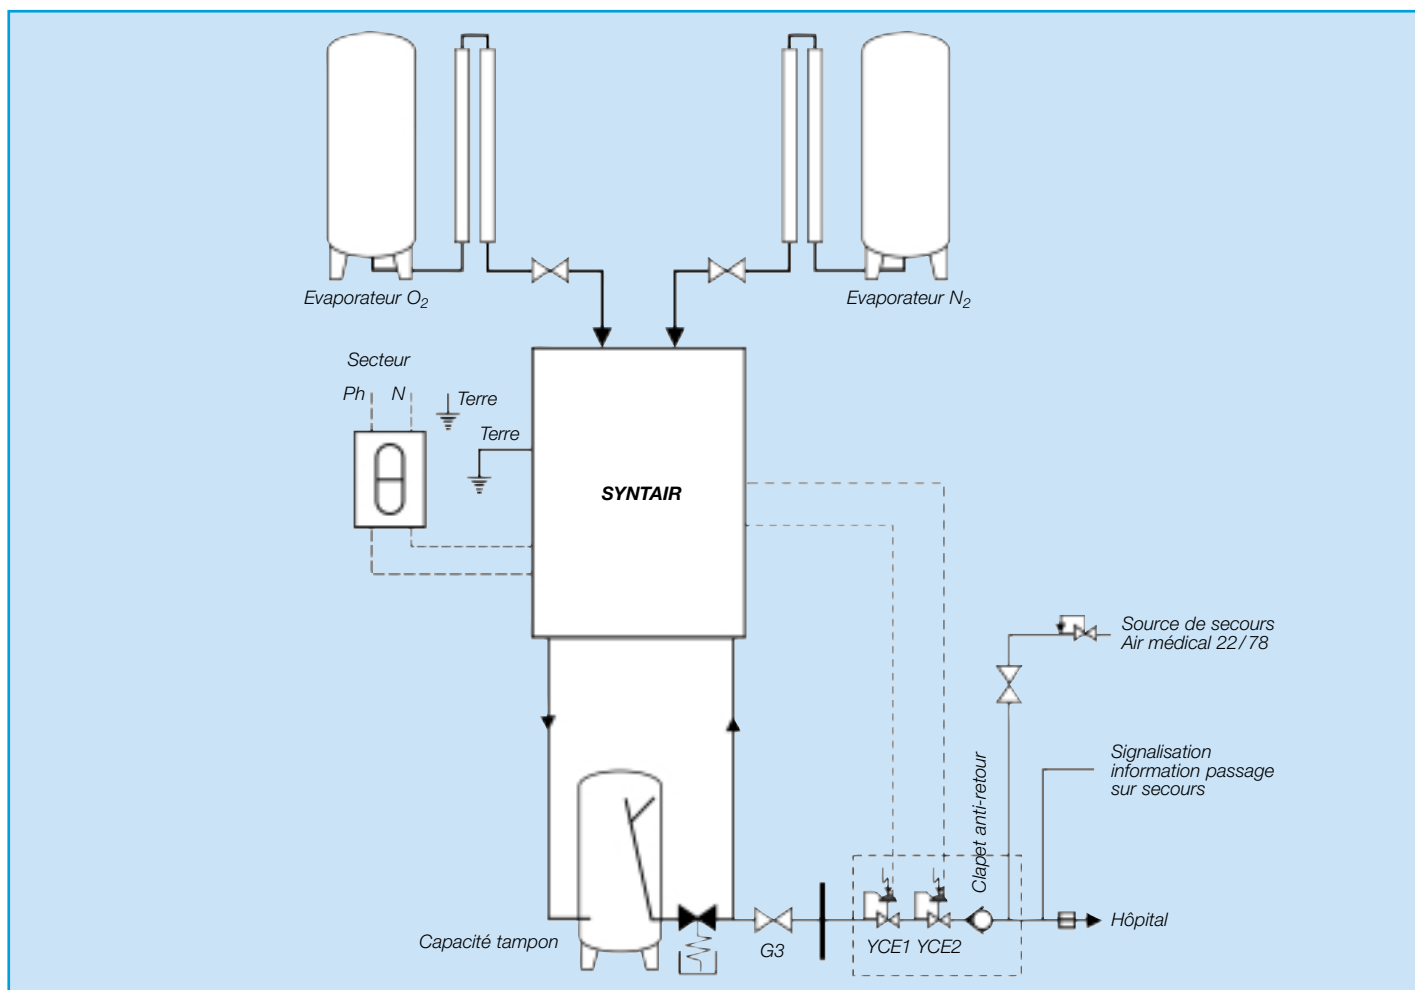 Evaporateur O2
Evaporateur N2
Secteur
Ph N
Terre
Terre
SYNTAIR
Source de secours
Air médical 22/78
Signalisation
information passage
sur secours
Clapet anti-retour
Capacité tampon
G3
YCE1 YCE2
Hôpital